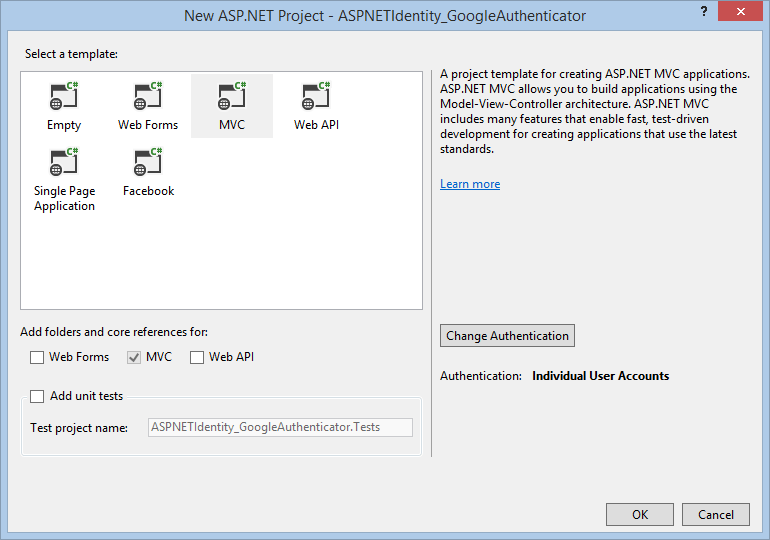 New ASP.NET Project - ASPNETIdentity_GoogleAuthenticator
?
Select a template:
C# C# C# C#
Empty Web Forms MVC Web API
C# C#
Single Page Facebook
Application
A project template for creating ASP.NET MVC applications.
ASP.NET MVC allows you to build applications using the
Model-View-Controller architecture. ASP.NET MVC
includes many features that enable fast, test-driven
development for creating applications that use the latest
standards.
Learn more
Add folders and core references for:
Web Forms MVC Web API
Add unit tests
Test project name: ASPNETIdentity_GoogleAuthenticator.Tests
Change Authentication
Authentication: Individual User Accounts
OK Cancel